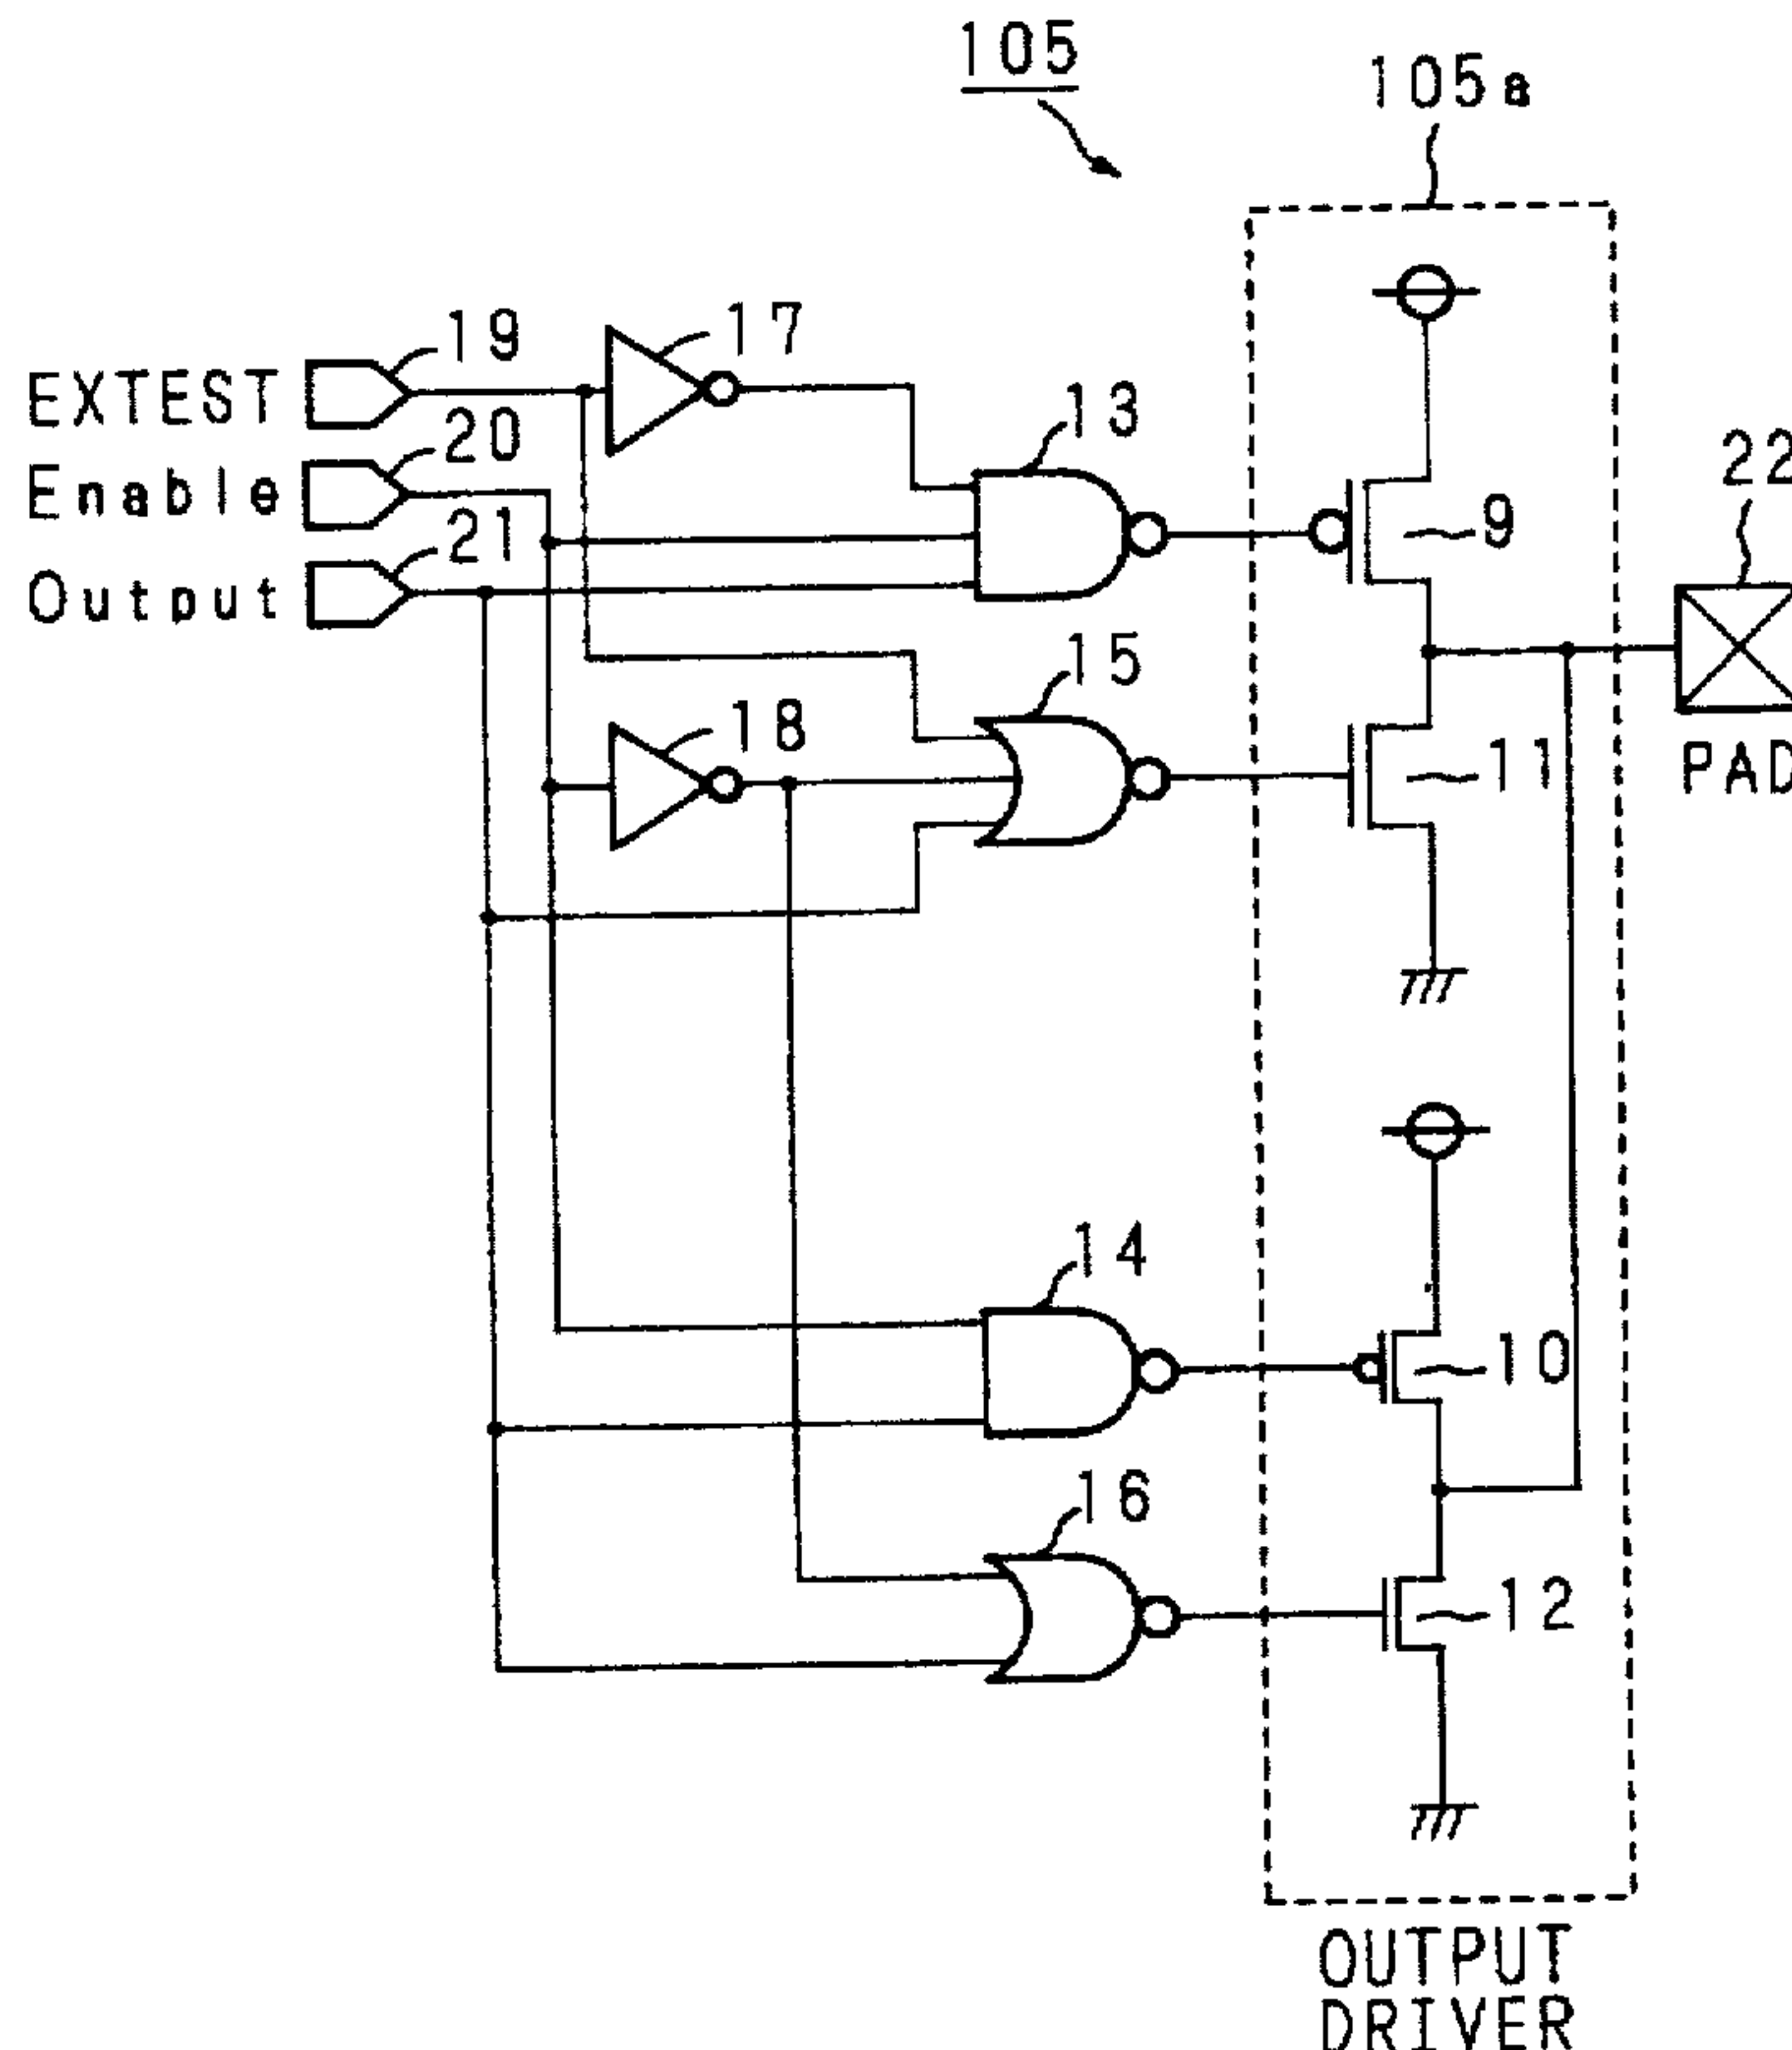 105
105a
EXTEST 19 17
Enable 20 13
Output 21 9
22
PAD
15
18
11
14
10
16
12
OUTPUT
DRIVER